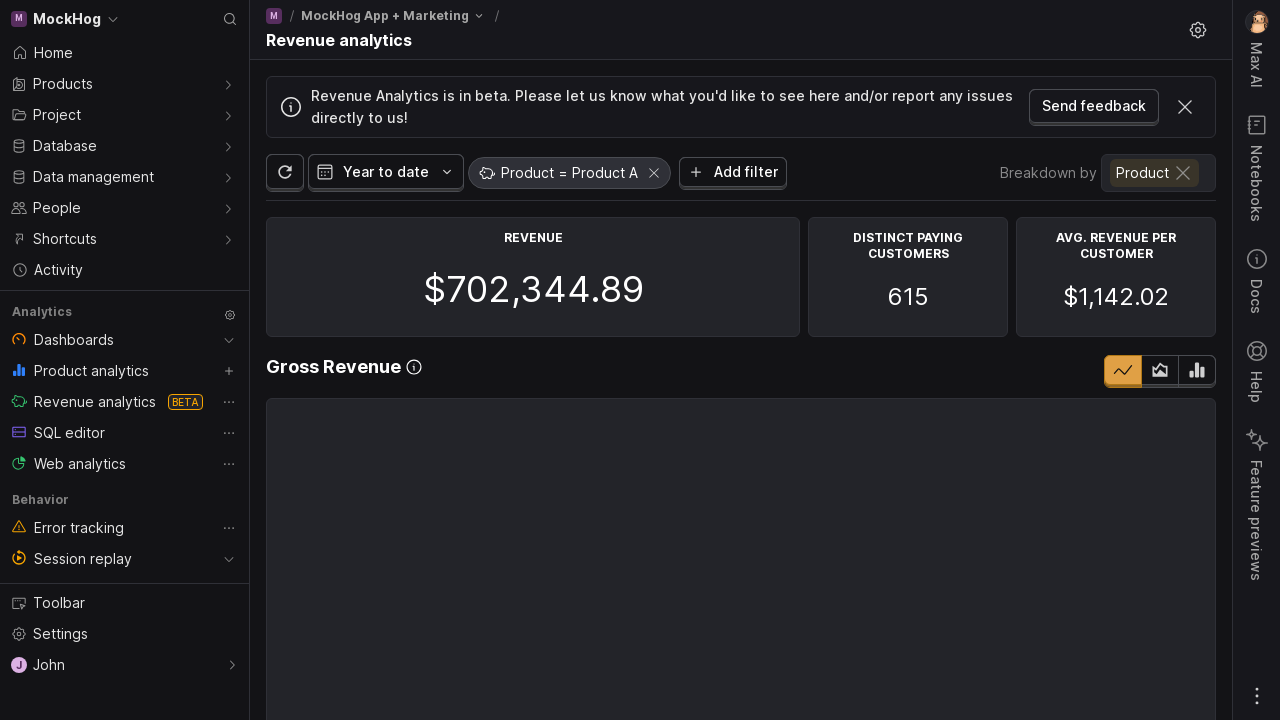 M MockHog
Home
Products
Project
Database
Data management
People
Shortcuts
Activity
Analytics
Dashboards
Product analytics
Revenue analytics BETA
SQL editor
Web analytics
Behavior
Error tracking
Session replay
Toolbar
Settings
J John
M / MockHog App + Marketing /
Revenue analytics
Revenue Analytics is in beta. Please let us know what you'd like to see here and/or report any issues
directly to us!
Send feedback
Year to date
Product = Product A
Add filter
Breakdown by
Product
REVENUE
$702,344.89
DISTINCT PAYING
CUSTOMERS
615
AVG. REVENUE PER
CUSTOMER
$1,142.02
Gross Revenue
Max AI
Notebooks
Docs
Help
Feature previews